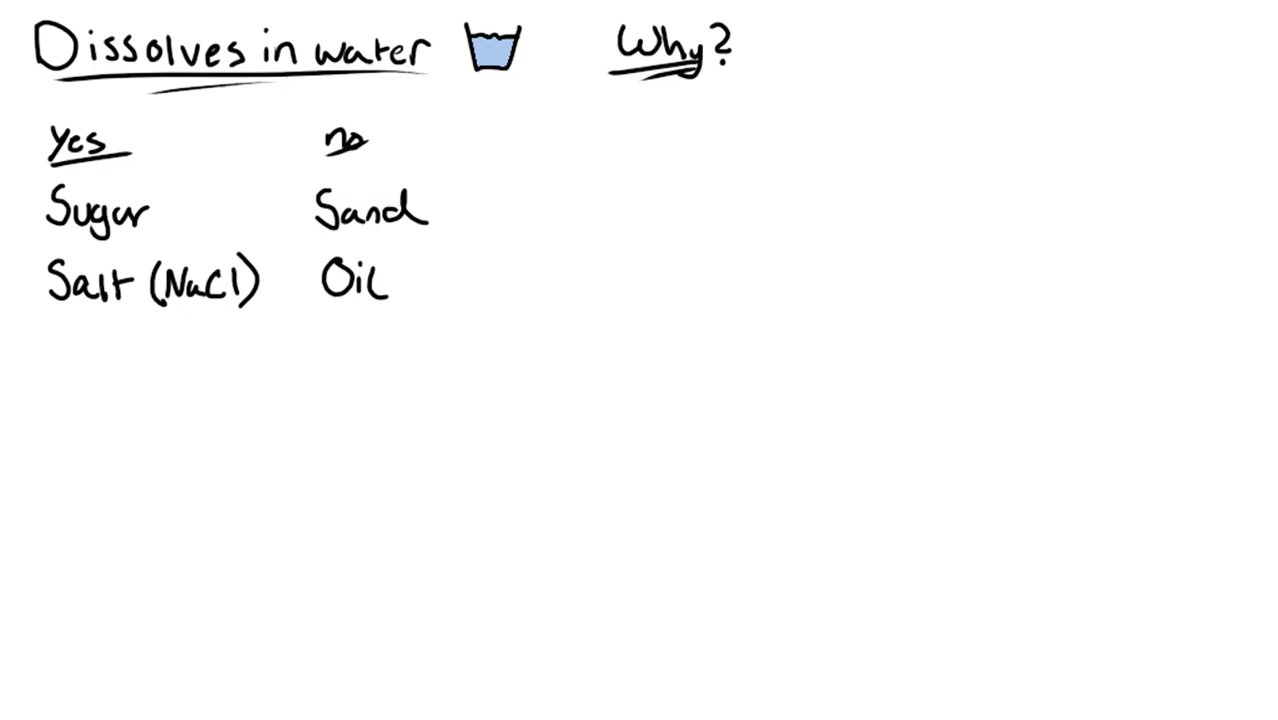 Dissolves in water Why?
yes no
Sugar Sand
Salt (NaCl) Oil